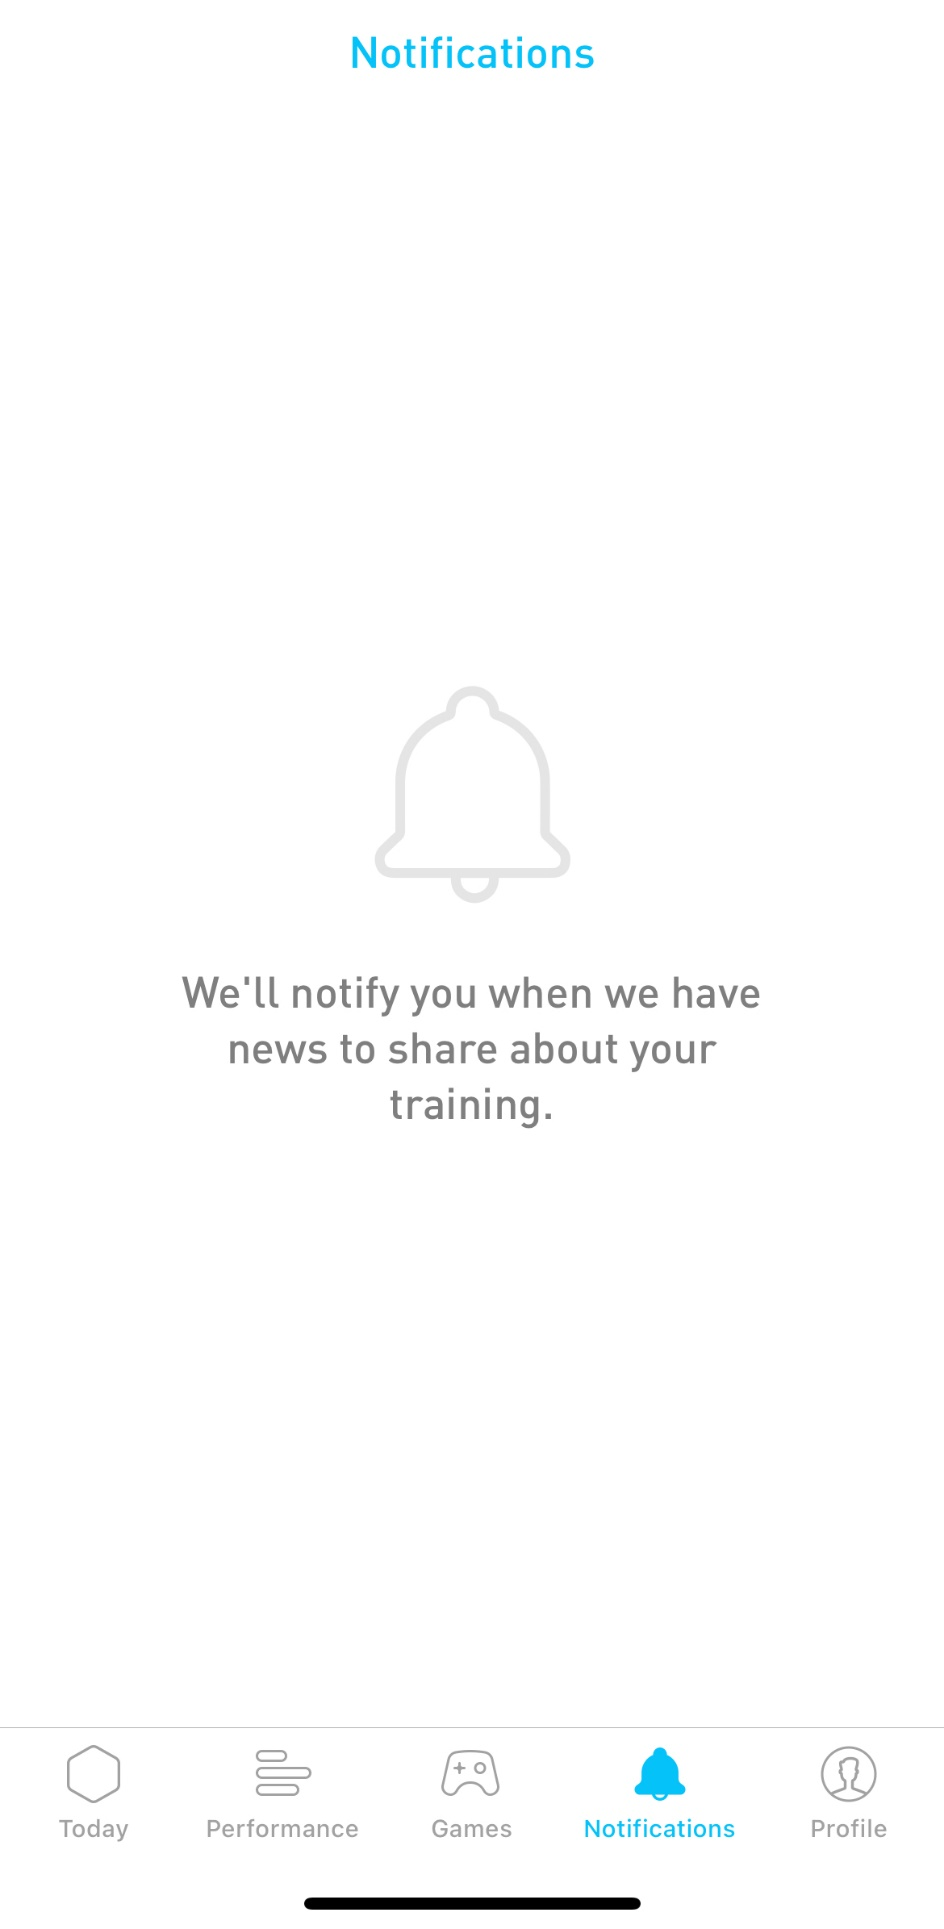 Notifications
We'll notify you when we have
news to share about your
training.
Today
Performance
Games
Notifications
Profile